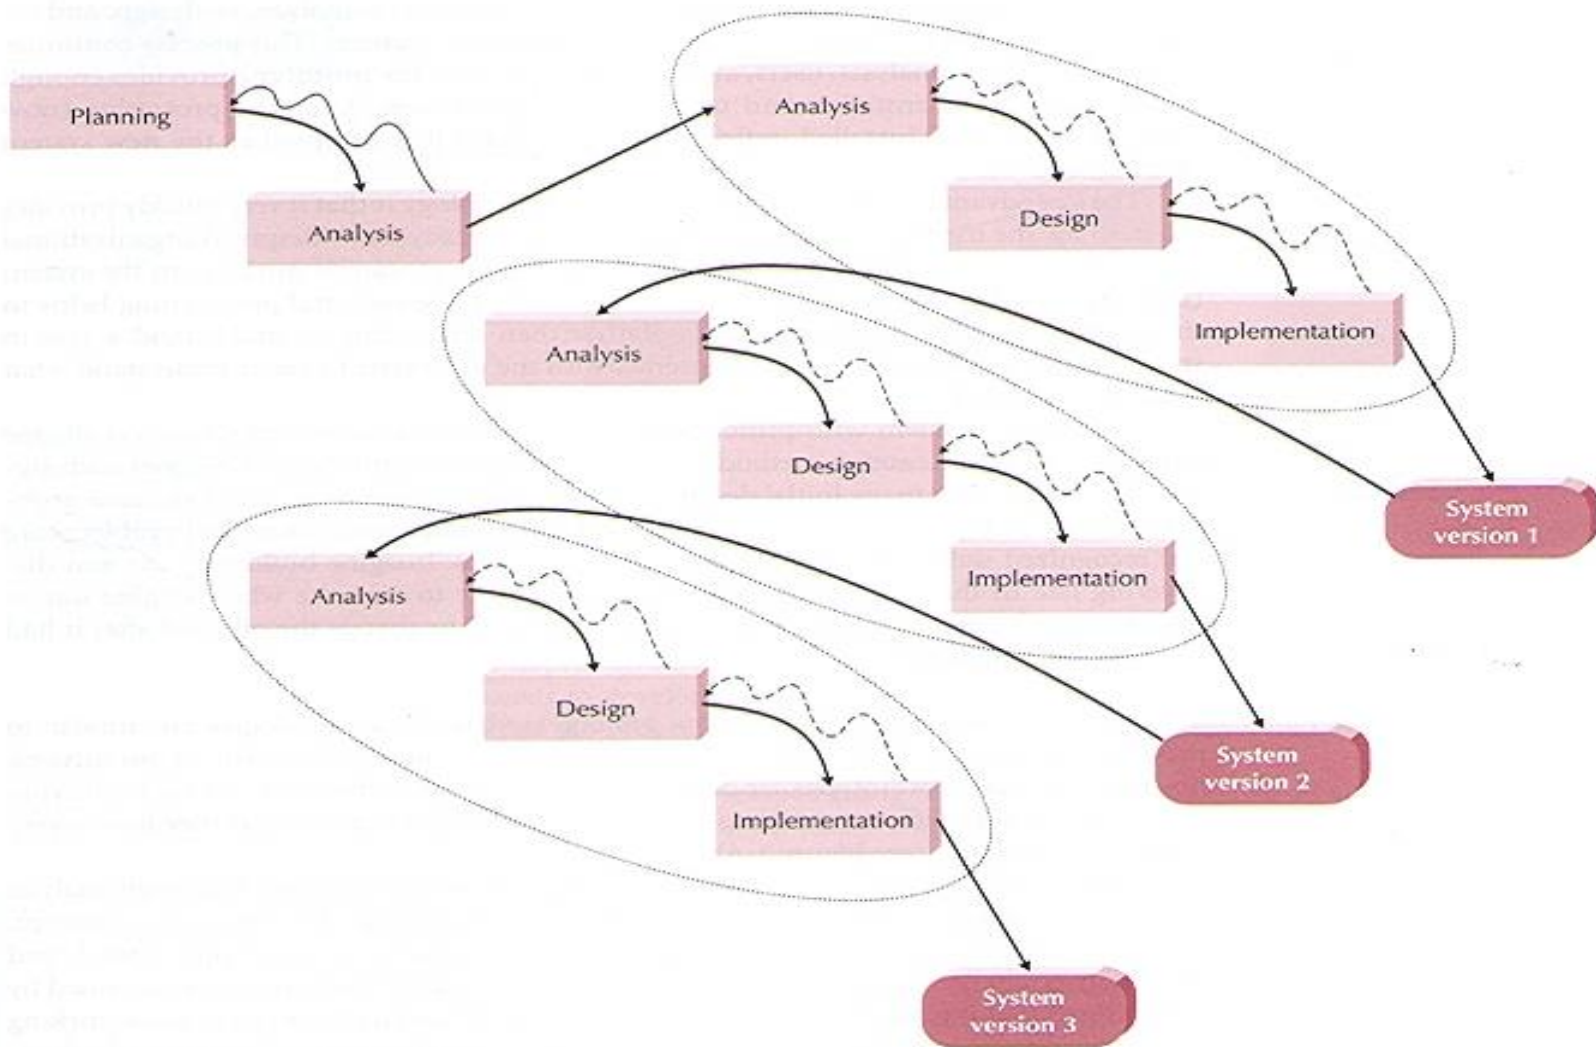 Planning
Analysis
Analysis
Design
Implementation
System
version 1
Analysis
Design
Implementation
System
version 2
Analysis
Design
Implementation
System
version 3